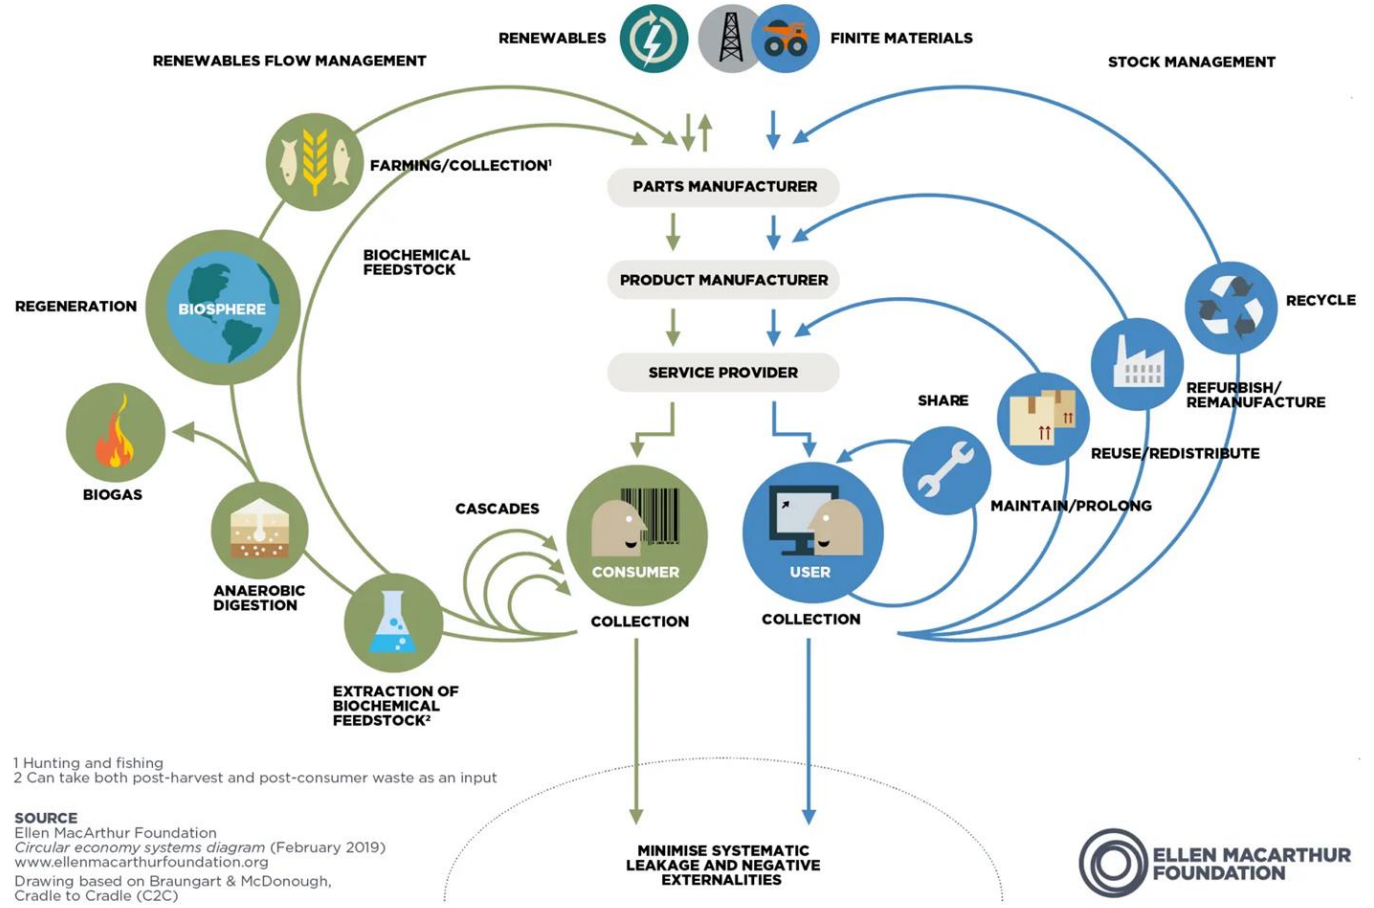 RENEWABLES
FINITE MATERIALS
RENEWABLES FLOW MANAGEMENT
STOCK MANAGEMENT
FARMING/COLLECTION¹
PARTS MANUFACTURER
BIOCHEMICAL
FEEDSTOCK
PRODUCT MANUFACTURER
REGENERATION
BIOSPHERE
RECYCLE
SERVICE PROVIDER
REFURBISH/
REMANUFACTURE
SHARE
REUSE/REDISTRIBUTE
BIOGAS
CASCADES
MAINTAIN/PROLONG
CONSUMER
USER
ANAEROBIC
DIGESTION
COLLECTION
COLLECTION
EXTRACTION OF
BIOCHEMICAL
FEEDSTOCK²
1 Hunting and fishing
2 Can take both post-harvest and post-consumer waste as an input
SOURCE
Ellen MacArthur Foundation
Circular economy systems diagram (February 2019)
www.ellenmacarthurfoundation.org
Drawing based on Braungart & McDonough,
Cradle to Cradle (C2C)
MINIMISE SYSTEMATIC
LEAKAGE AND NEGATIVE
EXTERNALITIES
ELLEN MACARTHUR
FOUNDATION